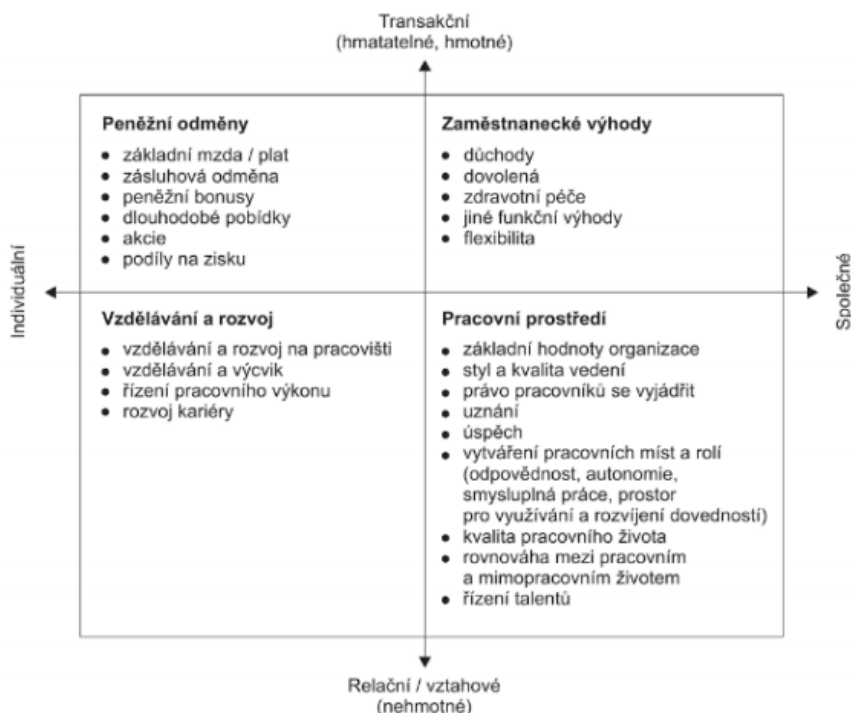 Transakční
(hmatatelné, hmotné)
Peněžní odměny
• základní mzda / plat
• zásluhová odměna
• peněžní bonusy
• dlouhodobé pobídky
• akcie
• podíly na zisku
Zaměstnanecké výhody
• důchody
• dovolená
• zdravotní péče
• jiné funkční výhody
• flexibilita
Individuální
Společné
Vzdělávání a rozvoj
• vzdělávání a rozvoj na pracovišti
• vzdělávání a výcvik
• řízení pracovního výkonu
• rozvoj kariéry
Pracovní prostředí
• základní hodnoty organizace
• styl a kvalita vedení
• právo pracovníků se vyjádřit
• uznání
• úspěch
• vytváření pracovních míst a rolí
(odpovědnost, autonomie,
smysluplná práce, prostor
pro využívání a rozvíjení dovedností)
• kvalita pracovního života
• rovnováha mezi pracovním
a mimopracovním životem
• řízení talentů
Relační / vztahové
(nehmotné)